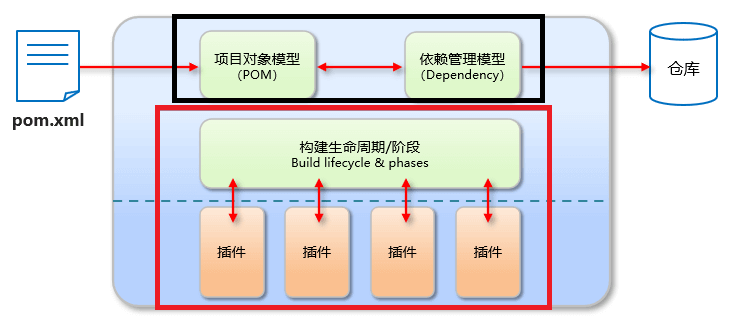 项目对象模型
(POM)
依赖管理模型
(Dependency)
仓库
pom.xml
构建生命周期/阶段
Build lifecycle & phases
插件
插件
插件
插件